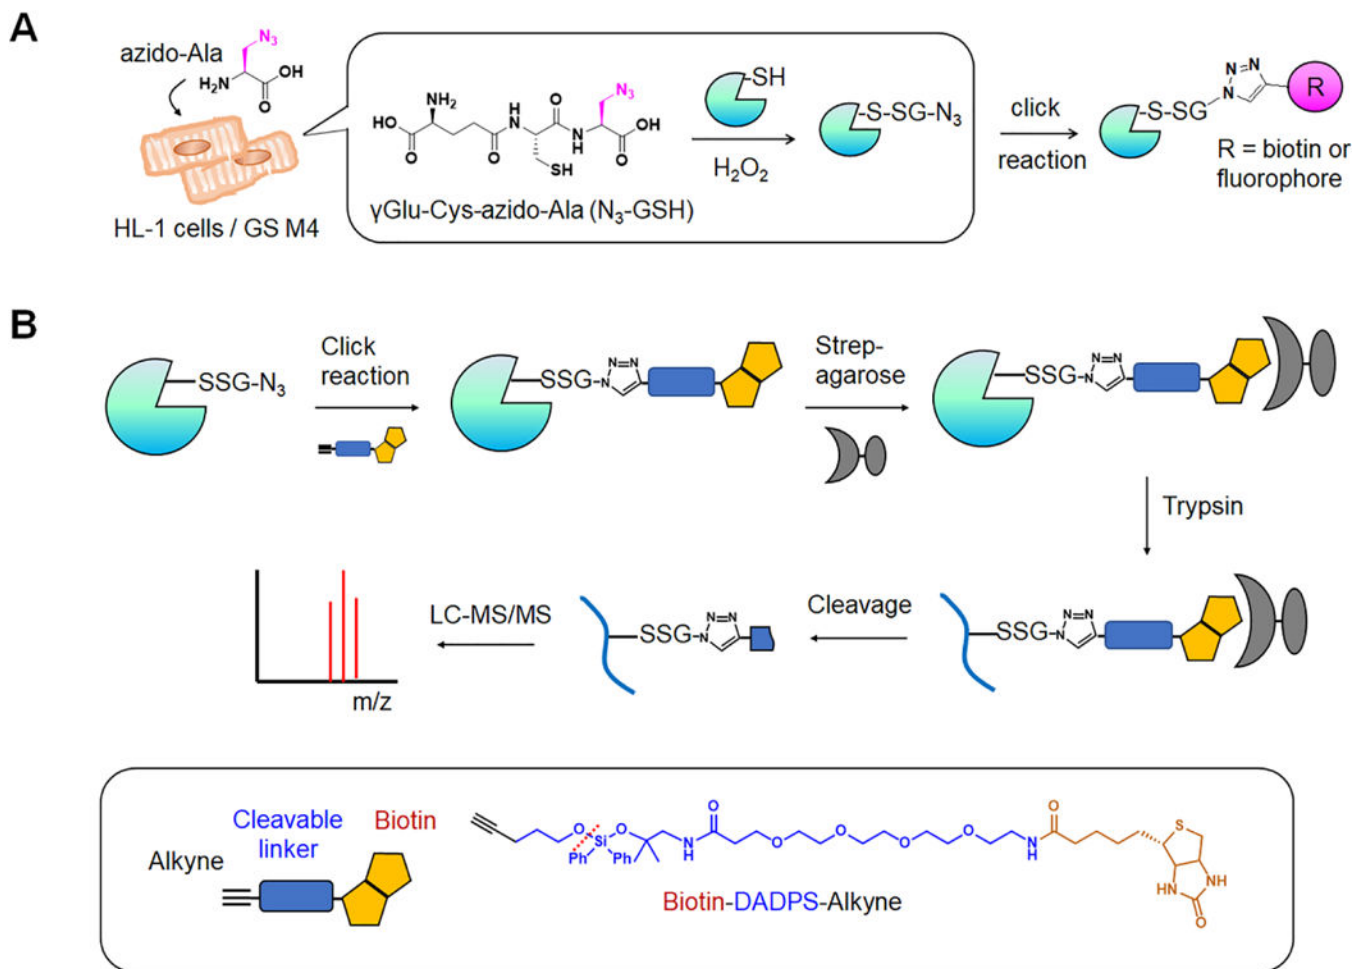 A
azido-Ala
N₃
H₂N
OH
O
HL-1 cells / GS M4
NH₂
HO
O
O
N
H
O
N
H
N₃
OH
O
SH
γGlu-Cys-azido-Ala (N₃-GSH)
SH
H₂O₂
S-SG-N₃
click
reaction
S-SG
N
N=N
R
R = biotin or
fluorophore
B
SSG-N₃
Click
reaction
SSG-N
N=N
Strep-
agarose
SSG-N
N=N
Trypsin
SSG-N
N=N
Cleavage
SSG-N
N=N
LC-MS/MS
m/z
Alkyne
Cleavable
linker
Biotin
O
Si
O
Ph
Ph
N
H
O
O
O
O
O
N
H
O
S
HN
NH
O
Biotin-DADPS-Alkyne